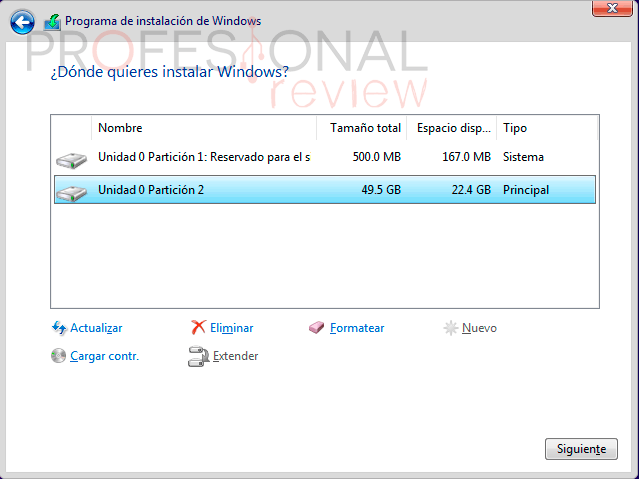 Programa de instalación de Windows
PROFESIONAL
review
¿Dónde quieres instalar Windows?
Nombre Tamaño total Espacio disp... Tipo
Unidad 0 Partición 1: Reservado para el s 500.0 MB 167.0 MB Sistema
Unidad 0 Partición 2 49.5 GB 22.4 GB Principal
Actualizar Eliminar Formatear Nuevo
Cargar contr. Extender
Siguiente